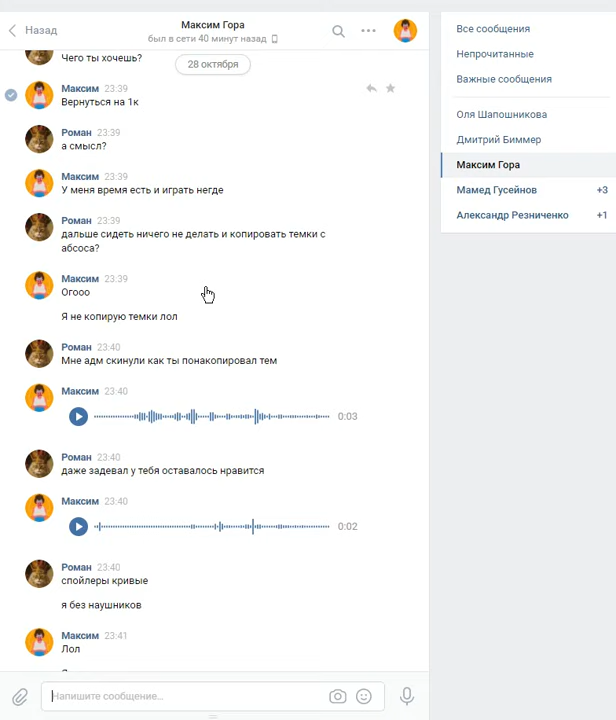 Назад
Максим Гора
был в сети 40 минут назад
Чего ты хочешь?
28 октября
Максим 23:39
Вернуться на 1к
Роман 23:39
а смысл?
Максим 23:39
У меня время есть и играть негде
Роман 23:39
дальше сидеть ничего не делать и копировать темки с
абсоса?
Максим 23:39
Огооо
Я не копирую темки лол
Роман 23:40
Мне адм скинули как ты понакопировал тем
Максим 23:40
0:03
Роман 23:40
даже задевал у тебя оставалось нравится
Максим 23:40
0:02
Роман 23:40
спойлеры кривые
я без наушников
Максим 23:41
Лол
Напишите сообщение...
Все сообщения
Непрочитанные
Важные сообщения
Оля Шапошникова
Дмитрий Биммер
Максим Гора
Мамед Гусейнов +3
Александр Резниченко +1